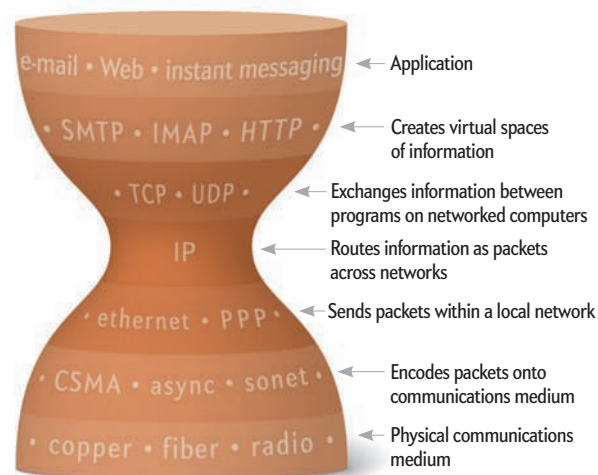 e-mail • Web • instant messaging
Application
• SMTP • IMAP • HTTP •
Creates virtual spaces
of information
• TCP • UDP •
Exchanges information between
programs on networked computers
IP
Routes information as packets
across networks
• ethernet • PPP •
Sends packets within a local network
• CSMA • async • sonet •
Encodes packets onto
communications medium
• copper • fiber • radio •
Physical communications
medium